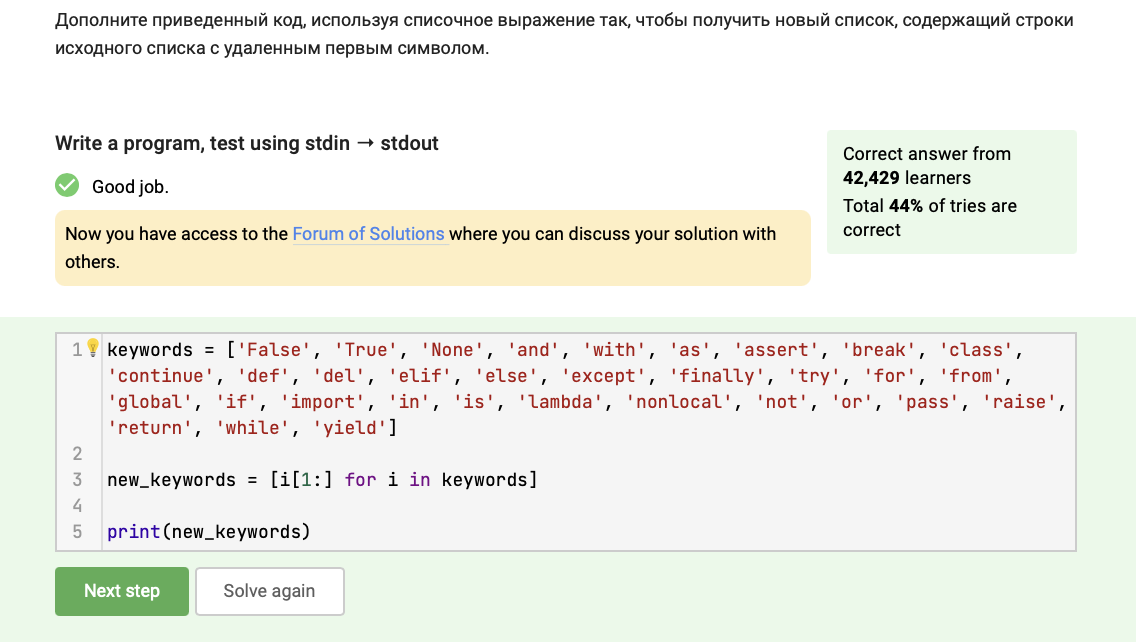 Дополните приведенный код, используя списочное выражение так, чтобы получить новый список, содержащий строки
исходного списка с удаленным первым символом.
Write a program, test using stdin → stdout
Good job.
Now you have access to the Forum of Solutions where you can discuss your solution with
others.
Correct answer from
42,429 learners
Total 44% of tries are
correct
1 keywords = ['False', 'True', 'None', 'and', 'with', 'as', 'assert', 'break', 'class',
'continue', 'def', 'del', 'elif', 'else', 'except', 'finally', 'try', 'for', 'from',
'global', 'if', 'import', 'in', 'is', 'lambda', 'nonlocal', 'not', 'or', 'pass', 'raise',
'return', 'while', 'yield']
2
3 new_keywords = [i[1:] for i in keywords]
4
5 print(new_keywords)
Next step Solve again